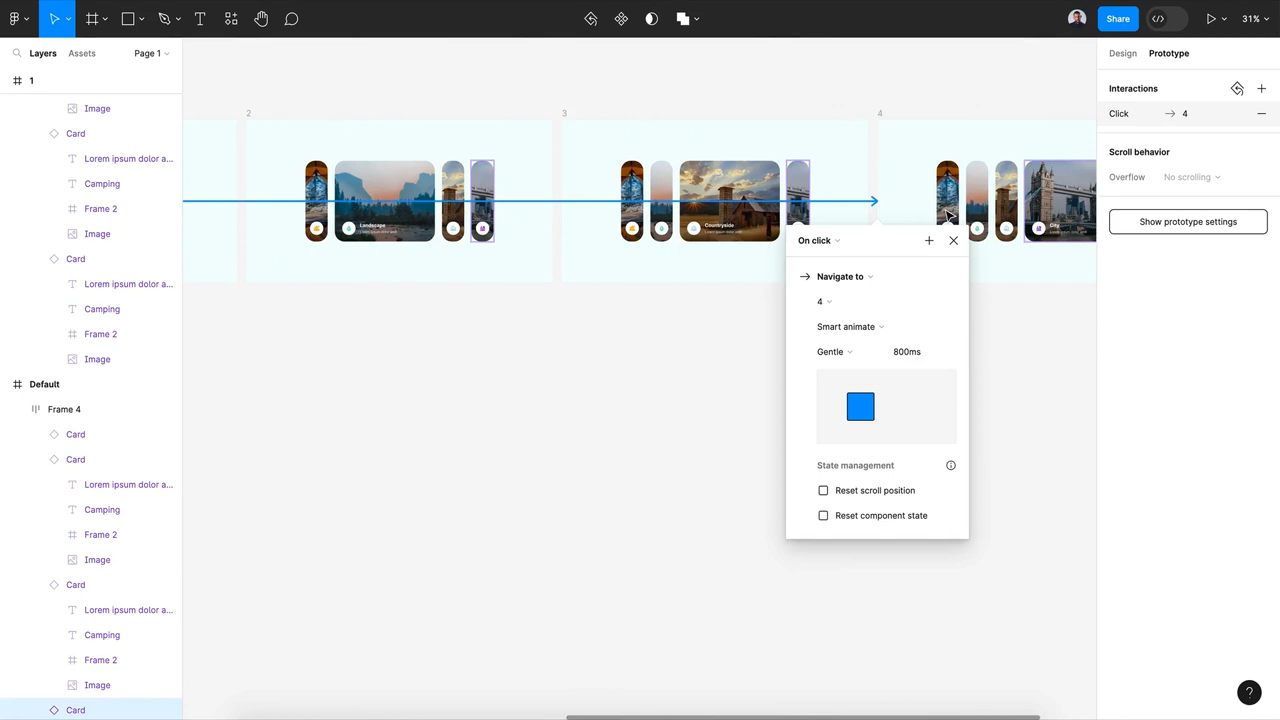 Share
31%
Layers
Assets
Page 1
1
Image
Card
Lorem ipsum dolor a...
Camping
Frame 2
Image
Card
Lorem ipsum dolor a...
Camping
Frame 2
Image
Default
Frame 4
Card
Card
Lorem ipsum dolor a...
Camping
Frame 2
Image
Card
Lorem ipsum dolor a...
Camping
Frame 2
Image
Card
2
3
4
Landscape
Countryside
City
On click
Navigate to
4
Smart animate
Gentle
800ms
State management
Reset scroll position
Reset component state
Design
Prototype
Interactions
Click
4
Scroll behavior
Overflow
No scrolling
Show prototype settings
?